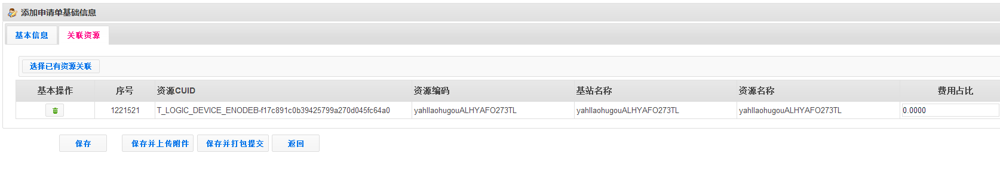 添加申请单基础信息
基本信息 关联资源
选择已有资源关联
基本操作 序号 资源CUID 资源编码 基站名称 资源名称 费用占比
1221521 T_LOGIC_DEVICE_ENODEB-f17c891c0b39425799a270d045fc64a0 yahllaohugouALHYAFO273TL yahllaohugouALHYAFO273TL yahllaohugouALHYAFO273TL 0.0000
保存 保存并上传附件 保存并打包提交 返回